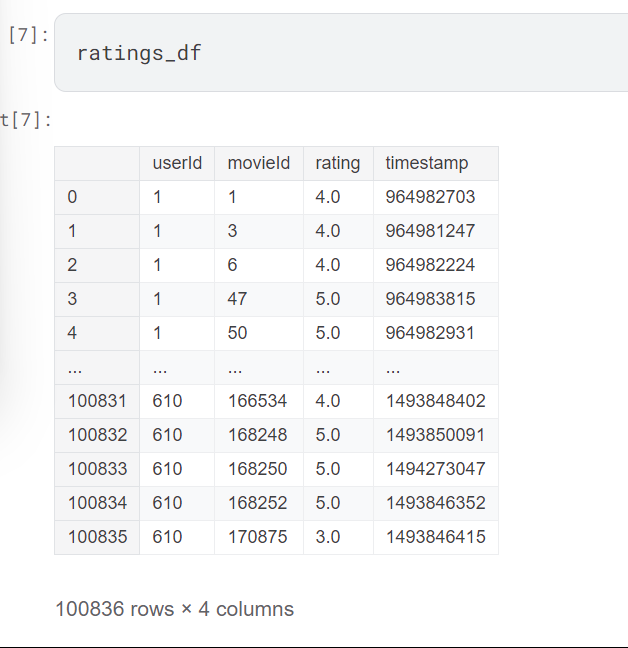 [7]:
ratings_df
t[7]:
userId movieId rating timestamp
0 1 1 4.0 964982703
1 1 3 4.0 964981247
2 1 6 4.0 964982224
3 1 47 5.0 964983815
4 1 50 5.0 964982931
... ... ... ... ...
100831 610 166534 4.0 1493848402
100832 610 168248 5.0 1493850091
100833 610 168250 5.0 1494273047
100834 610 168252 5.0 1493846352
100835 610 170875 3.0 1493846415
100836 rows × 4 columns